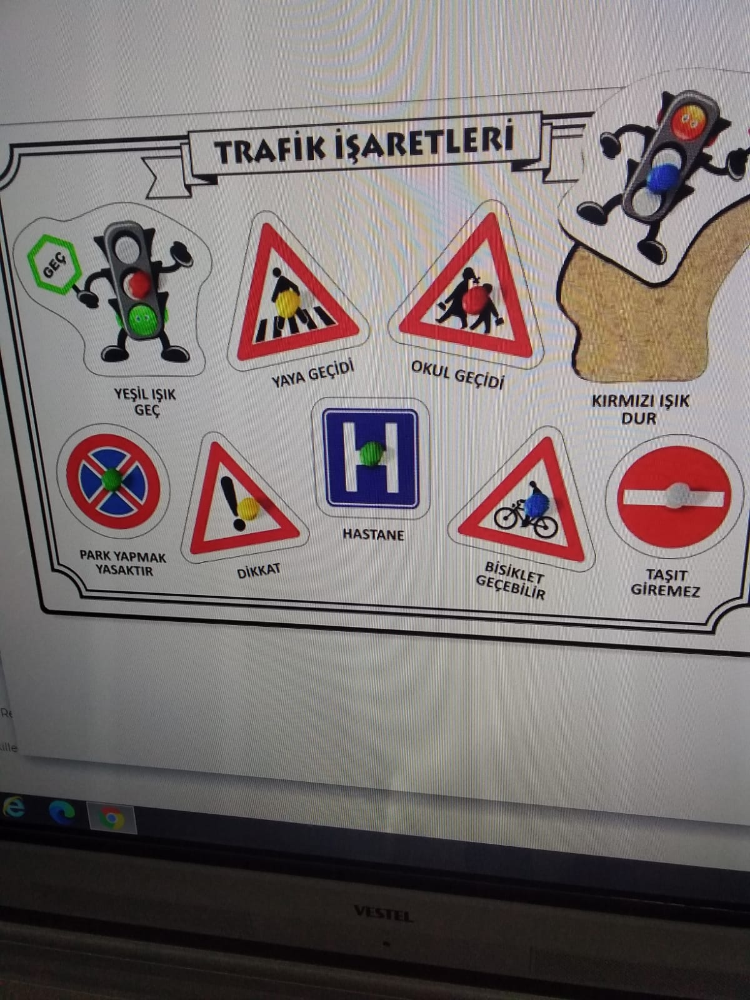 TRAFİK İŞARETLERİ
GEÇ
YEŞİL IŞIK
GEÇ
YAYA GEÇİDİ
OKUL GEÇİDİ
KIRMIZI IŞIK
DUR
PARK YAPMAK
YASAKTIR
DİKKAT
H
HASTANE
BİSİKLET
GEÇEBİLİR
TAŞIT
GİREMEZ
VESTEL